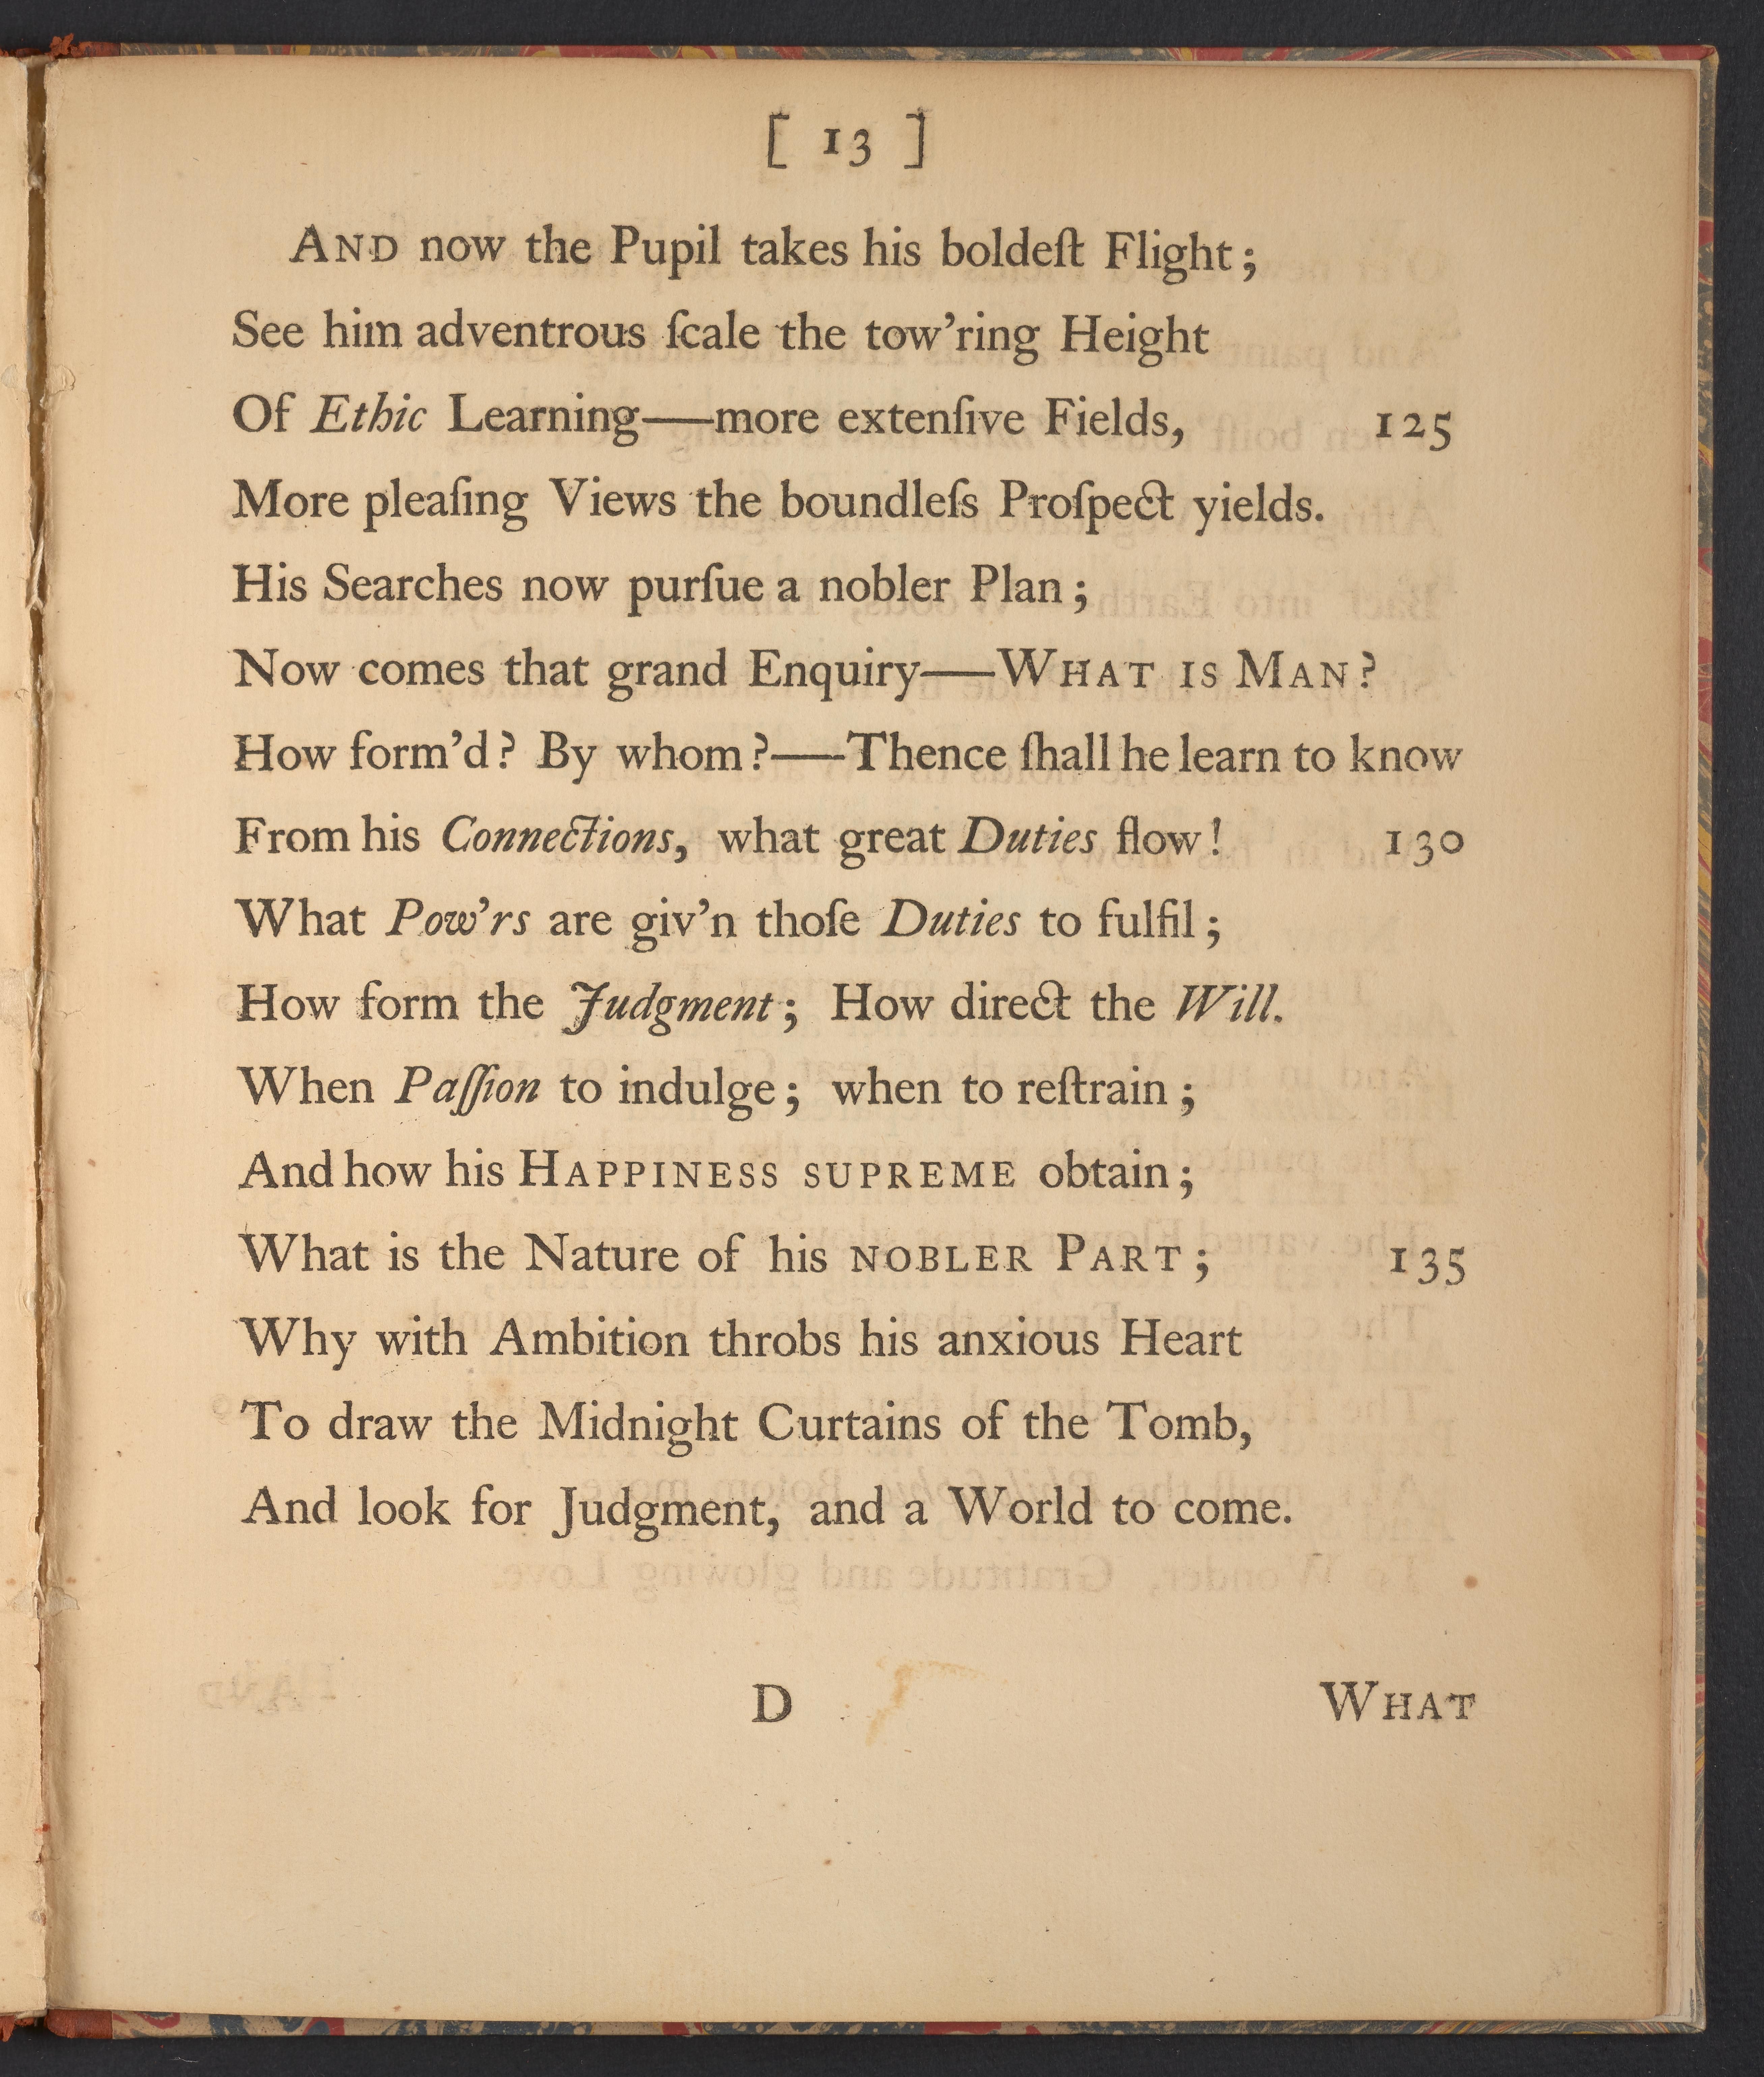 [ 13 ]
AND now the Pupil takes his boldeſt Flight;
See him adventrous ſcale the tow'ring Height
Of Ethic Learning—more extenſive Fields, 125
More pleaſing Views the boundleſs Proſpect yields.
His Searches now purſue a nobler Plan;
Now comes that grand Enquiry—WHAT IS MAN?
How form'd? By whom?—Thence ſhall he learn to know
From his Connections, what great Duties flow! 130
What Pow'rs are giv'n thoſe Duties to fulfil;
How form the Judgment; How direct the Will.
When Paſſion to indulge; when to reſtrain;
And how his HAPPINESS SUPREME obtain;
What is the Nature of his NOBLER PART; 135
Why with Ambition throbs his anxious Heart
To draw the Midnight Curtains of the Tomb,
And look for Judgment, and a World to come.
D WHAT